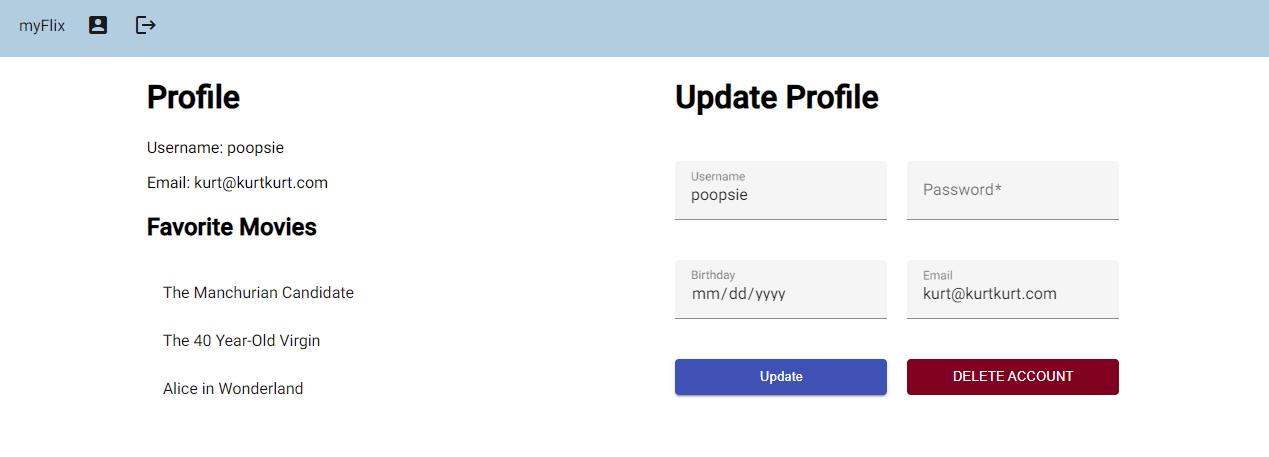 myFlix
Profile
Username: poopsie
Email: kurt@kurtkurt.com
Favorite Movies
The Manchurian Candidate
The 40 Year-Old Virgin
Alice in Wonderland
Update Profile
Username
poopsie
Password*
Birthday
mm/dd/yyyy
Email
kurt@kurtkurt.com
Update
DELETE ACCOUNT